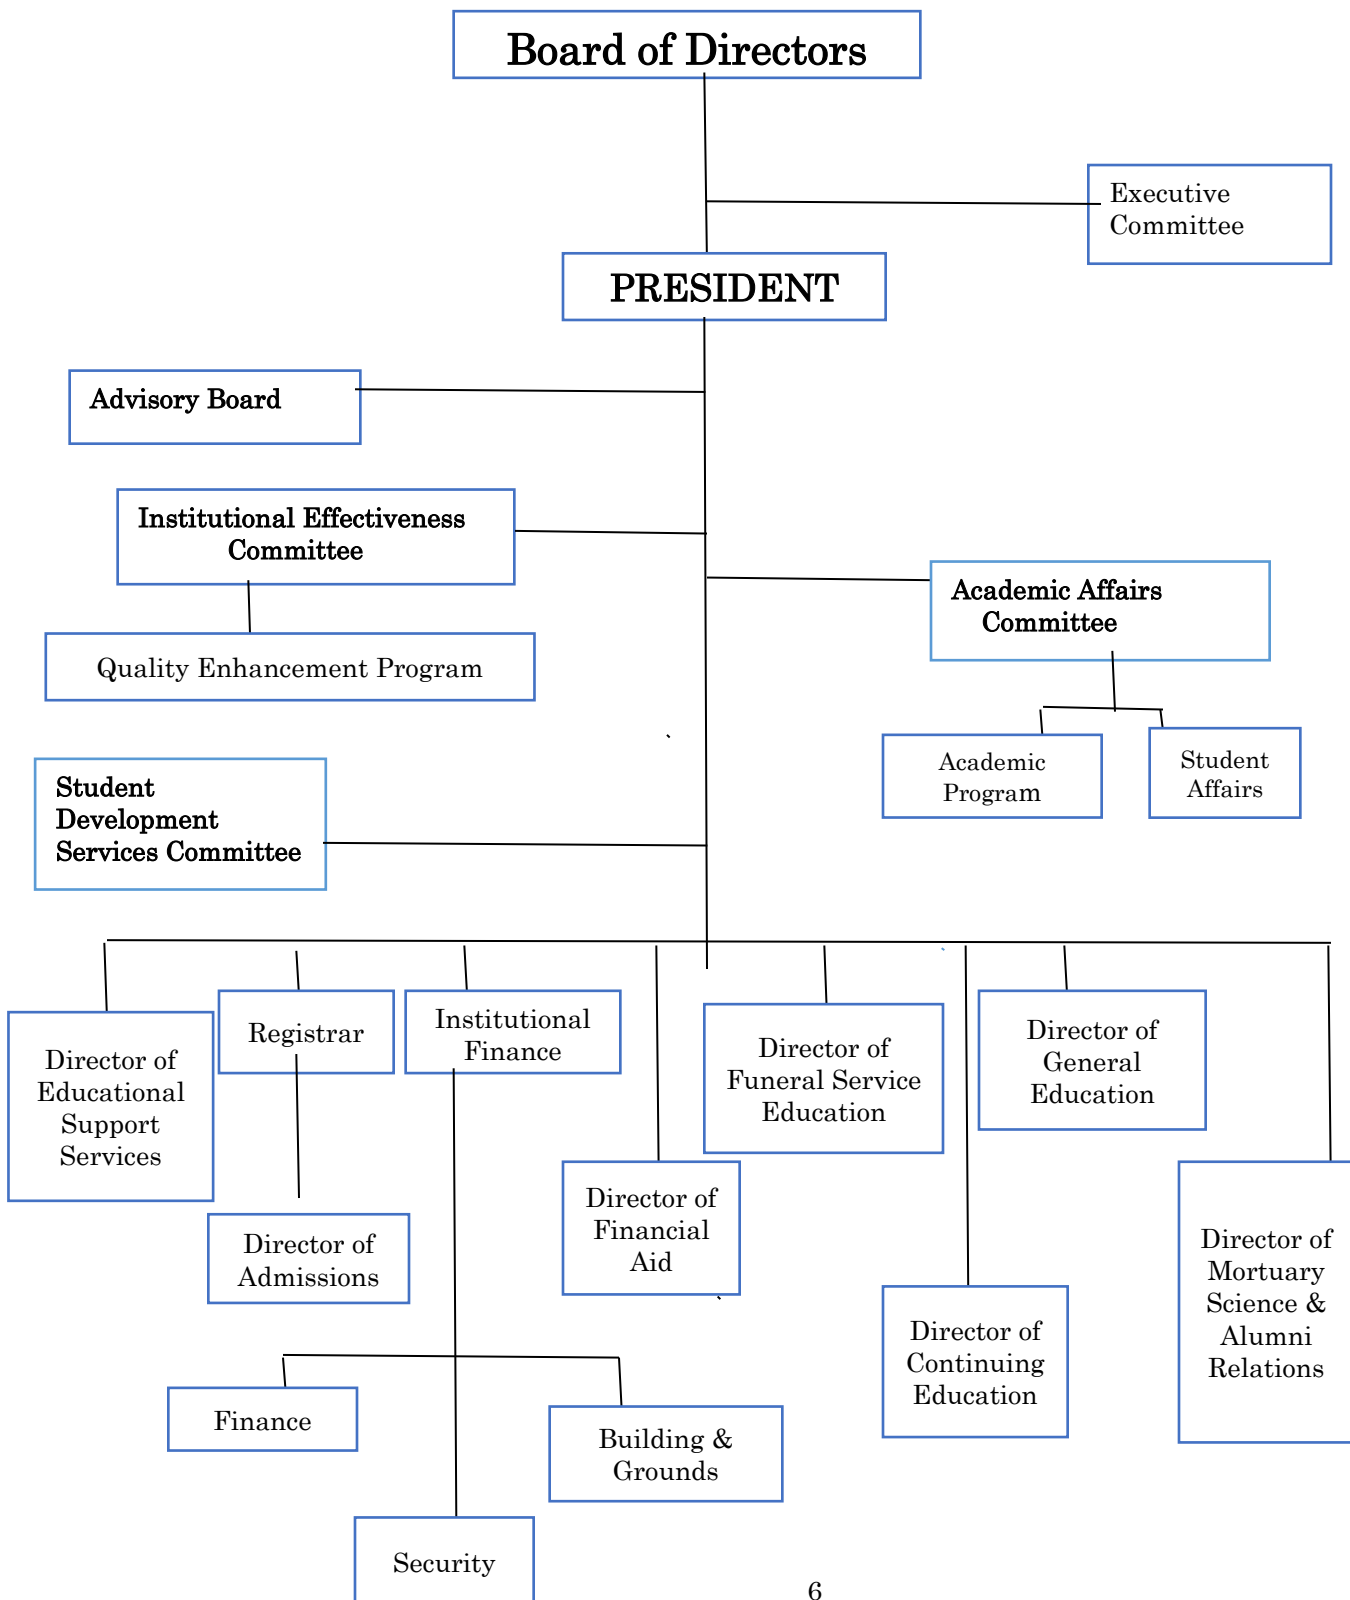 Board of Directors
Executive
Committee
PRESIDENT
Advisory Board
Institutional Effectiveness
Committee
Academic Affairs
Committee
Quality Enhancement Program
Academic
Program
Student
Affairs
Student
Development
Services Committee
Director of
Educational
Support
Services
Registrar
Institutional
Finance
Director of
Funeral Service
Education
Director of
General
Education
Director of
Admissions
Director of
Financial
Aid
Director of
Continuing
Education
Director of
Mortuary
Science &
Alumni
Relations
Finance
Building &
Grounds
Security
6